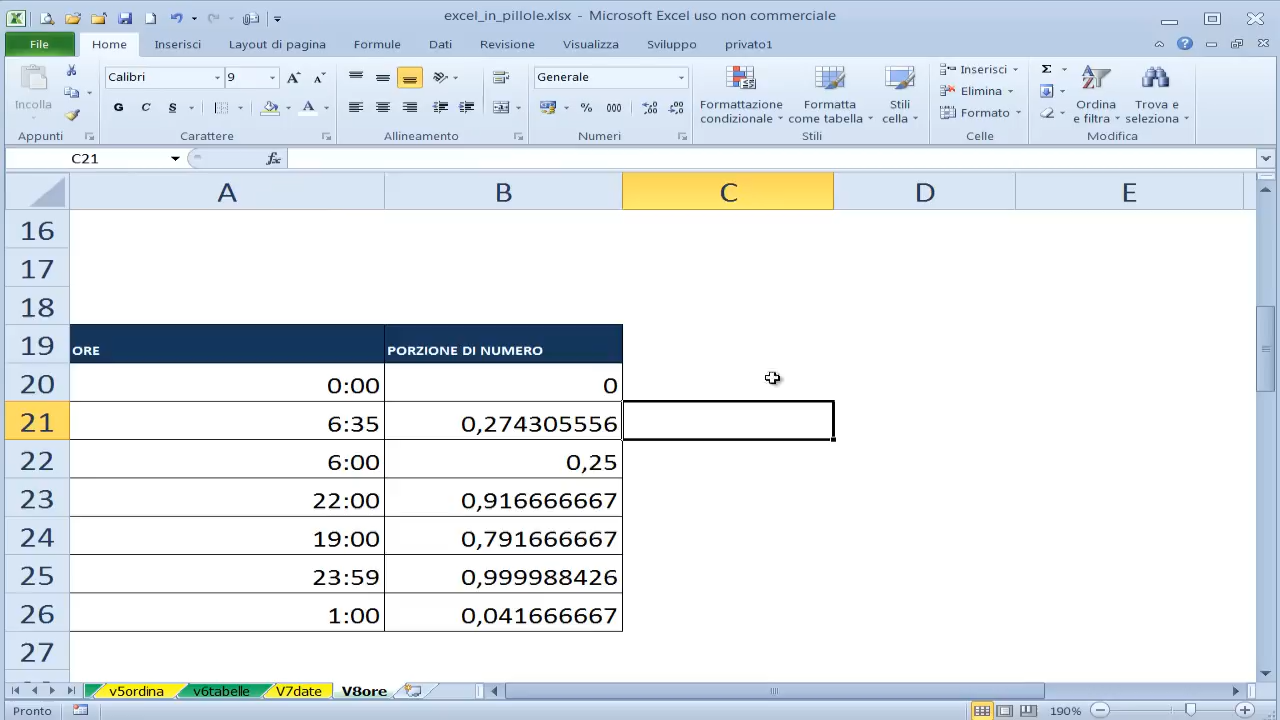 excel_in_pillole.xlsx - Microsoft Excel uso non commerciale
File Home Inserisci Layout di pagina Formule Dati Revisione Visualizza Sviluppo privato1
Incolla
Calibri 9
G C S A
Generale
% 000
Formattazione condizionale
Formatta come tabella
Stili cella
Inserisci
Elimina
Formato
Σ
Ordina e filtra
Trova e seleziona
Appunti Carattere Allineamento Numeri Stili Celle Modifica
C21 fx
A B C D E
16
17
18
19 ORE PORZIONE DI NUMERO
20 0:00 0
21 6:35 0,274305556
22 6:00 0,25
23 22:00 0,916666667
24 19:00 0,791666667
25 23:59 0,999988426
26 1:00 0,041666667
27
v5ordina v6tabelle V7date V8ore
Pronto 190%